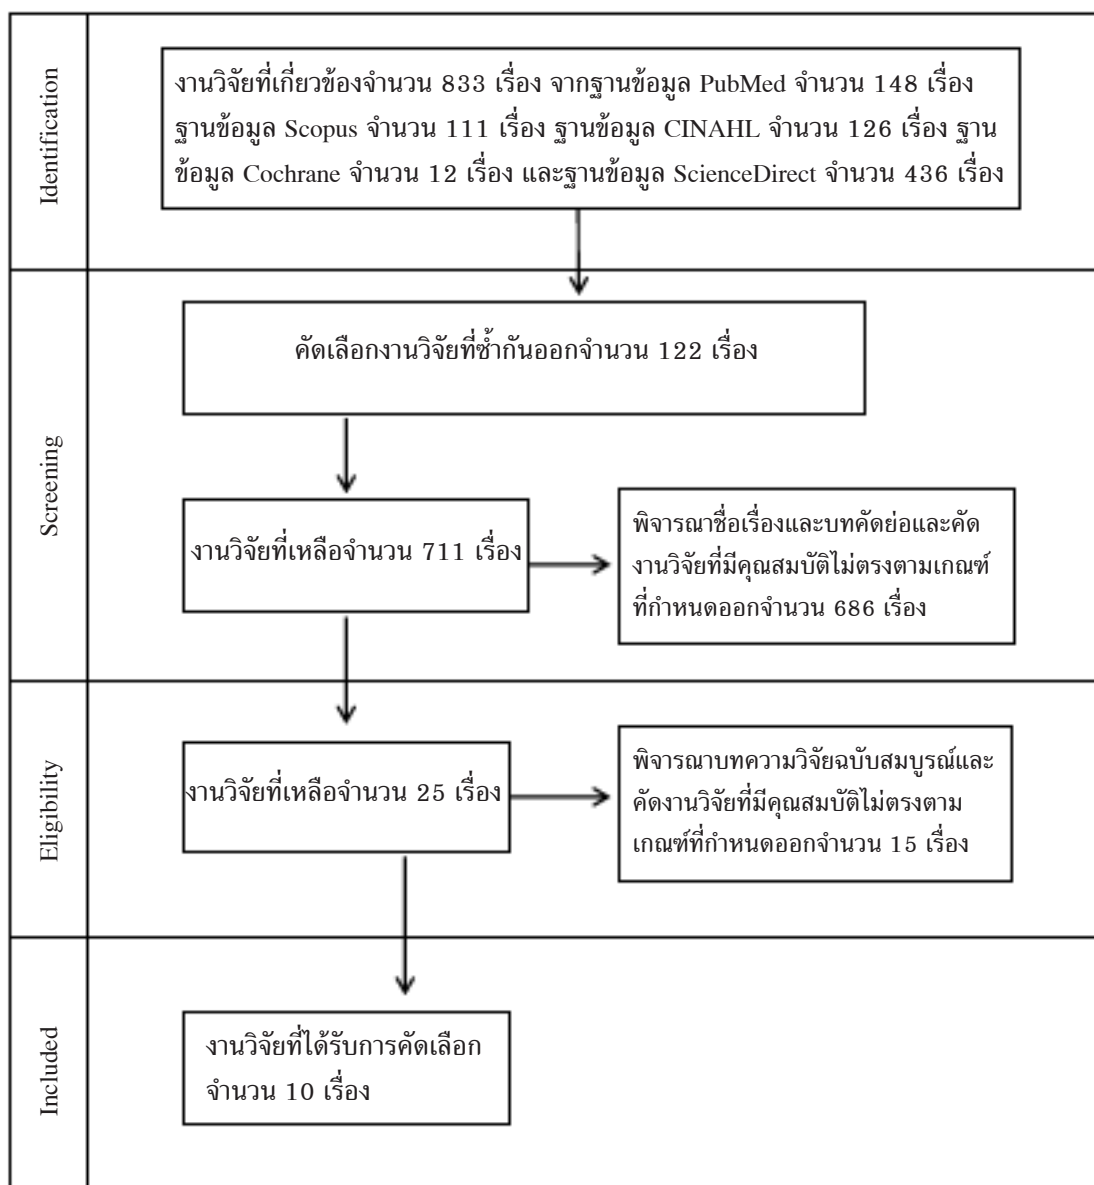 Identification
งานวิจัยที่เกี่ยวข้องจำนวน 833 เรื่อง จากฐานข้อมูล PubMed จำนวน 148 เรื่อง
ฐานข้อมูล Scopus จำนวน 111 เรื่อง ฐานข้อมูล CINAHL จำนวน 126 เรื่อง ฐาน
ข้อมูล Cochrane จำนวน 12 เรื่อง และฐานข้อมูล ScienceDirect จำนวน 436 เรื่อง
Screening
คัดเลือกงานวิจัยที่ซ้ำกันออกจำนวน 122 เรื่อง
งานวิจัยที่เหลือจำนวน 711 เรื่อง
พิจารณาชื่อเรื่องและบทคัดย่อและคัด
งานวิจัยที่มีคุณสมบัติไม่ตรงตามเกณฑ์
ที่กำหนดออกจำนวน 686 เรื่อง
Eligibility
งานวิจัยที่เหลือจำนวน 25 เรื่อง
พิจารณาบทความวิจัยฉบับสมบูรณ์และ
คัดงานวิจัยที่มีคุณสมบัติไม่ตรงตาม
เกณฑ์ที่กำหนดออกจำนวน 15 เรื่อง
Included
งานวิจัยที่ได้รับการคัดเลือก
จำนวน 10 เรื่อง